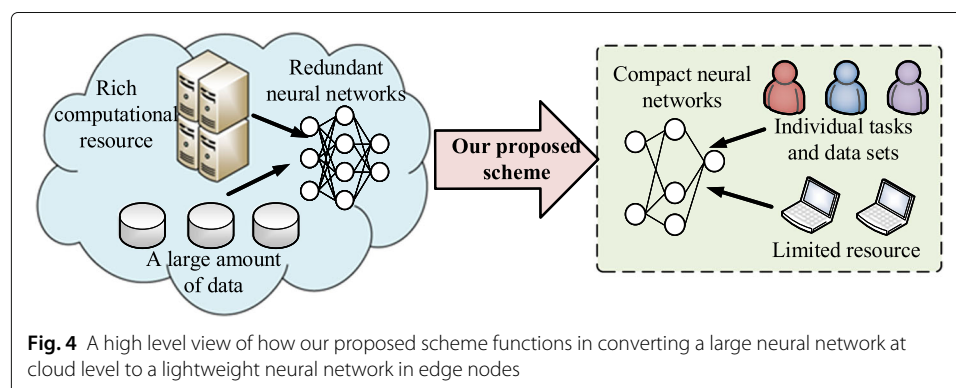 Rich
computational
resource
Redundant
neural networks
A large amount
of data
Our proposed
scheme
Compact neural
networks
Individual tasks
and data sets
Limited resource
Fig. 4 A high level view of how our proposed scheme functions in converting a large neural network at
cloud level to a lightweight neural network in edge nodes